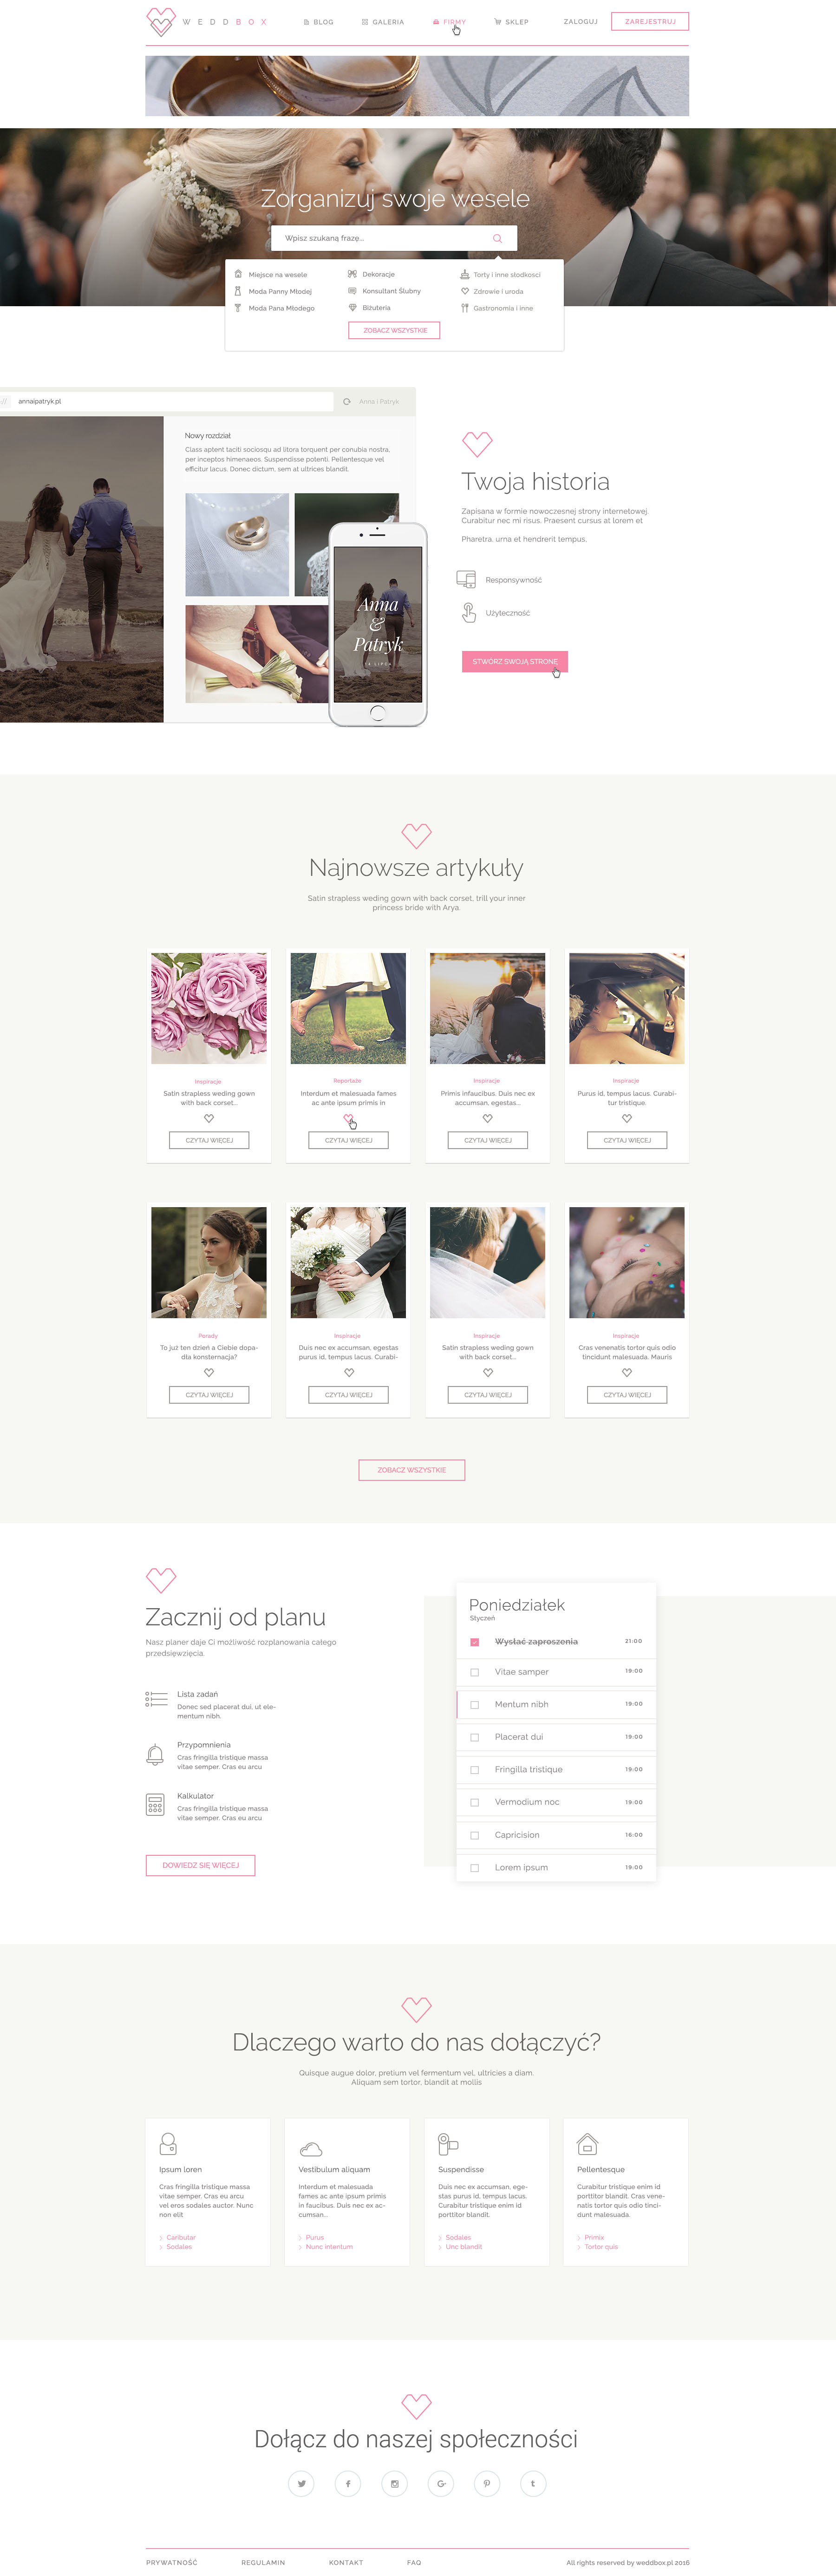 WEDDBOX
BLOG
GALERIA
FIRMY
SKLEP
ZALOGUJ
ZAREJESTRUJ
Zorganizuj swoje wesele
Wpisz szukaną frazę...
Miejsce na wesele
Dekoracje
Torty i inne słodkosci
Moda Panny Młodej
Konsultant Ślubny
Zdrowie i uroda
Moda Pana Młodego
Biżuteria
Gastronomia i inne
ZOBACZ WSZYSTKIE
annaipatryk.pl
Anna i Patryk
Nowy rozdział
Class aptent taciti sociosqu ad litora torquent per conubia nostra,
per inceptos himenaeos. Suspendisse potenti. Pellentesque vel
efficitur lacus. Donec dictum, sem at ultrices blandit.
Anna
&
Patryk
14 LIPCA
Twoja historia
Zapisana w formie nowoczesnej strony internetowej.
Curabitur nec mi risus. Praesent cursus at lorem et
Pharetra. urna et hendrerit tempus.
Responsywność
Użyteczność
STWÓRZ SWOJĄ STRONĘ
Najnowsze artykuły
Satin strapless weding gown with back corset, trill your inner
princess bride with Arya.
Inspiracje
Satin strapless weding gown
with back corset...
CZYTAJ WIĘCEJ
Reportaże
Interdum et malesuada fames
ac ante ipsum primis in
CZYTAJ WIĘCEJ
Inspiracje
Primis infaucibus. Duis nec ex
accumsan, egestas...
CZYTAJ WIĘCEJ
Inspiracje
Purus id, tempus lacus. Curabi-
tur tristique.
CZYTAJ WIĘCEJ
Porady
To już ten dzień a Ciebie dopa-
dła konsternacja?
CZYTAJ WIĘCEJ
Inspiracje
Duis nec ex accumsan, egestas
purus id, tempus lacus. Curabi-
CZYTAJ WIĘCEJ
Inspiracje
Satin strapless weding gown
with back corset...
CZYTAJ WIĘCEJ
Inspiracje
Cras venenatis tortor quis odio
tincidunt malesuada. Mauris
CZYTAJ WIĘCEJ
ZOBACZ WSZYSTKIE
Zacznij od planu
Nasz planer daje Ci możliwość rozplanowania całego
przedsięwzięcia.
Lista zadań
Donec sed placerat dui, ut ele-
mentum nibh.
Przypomnienia
Cras fringilla tristique massa
vitae semper. Cras eu arcu
Kalkulator
Cras fringilla tristique massa
vitae semper. Cras eu arcu
DOWIEDZ SIĘ WIĘCEJ
Poniedziałek
Styczeń
Wysłać zaproszenia 21:00
Vitae samper 19:00
Mentum nibh 19:00
Placerat dui 19:00
Fringilla tristique 19:00
Vermodium noc 19:00
Capricision 16:00
Lorem ipsum 19:00
Dlaczego warto do nas dołączyć?
Quisque augue dolor, pretium vel fermentum vel, ultricies a diam.
Aliquam sem tortor, blandit at mollis
Ipsum loren
Cras fringilla tristique massa
vitae semper. Cras eu arcu
vel eros sodales auctor. Nunc
non elit
Caributar
Sodales
Vestibulum aliquam
Interdum et malesuada
fames ac ante ipsum primis
in faucibus. Duis nec ex ac-
cumsan...
Purus
Nunc interitum
Suspendisse
Duis nec ex accumsan, ege-
stas purus id, tempus lacus.
Curabitur tristique enim id
porttitor blandit.
Sodales
Unc blandit
Pellentesque
Curabitur tristique enim id
porttitor blandit. Cras vene-
natis tortor quis odio tinci-
dunt malesuada.
Primix
Tortor quis
Dołącz do naszej społeczności
PRYWATNOŚĆ
REGULAMIN
KONTAKT
FAQ
All rights reserved by weddbox.pl 2016